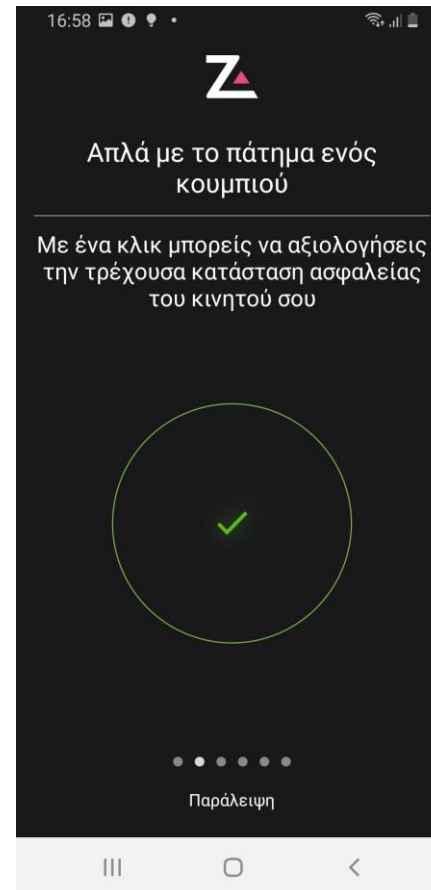 16:58
Απλά με το πάτημα ενός
κουμπιού
Με ένα κλικ μπορείς να αξιολογήσεις
την τρέχουσα κατάσταση ασφαλείας
του κινητού σου
Παράλειψη